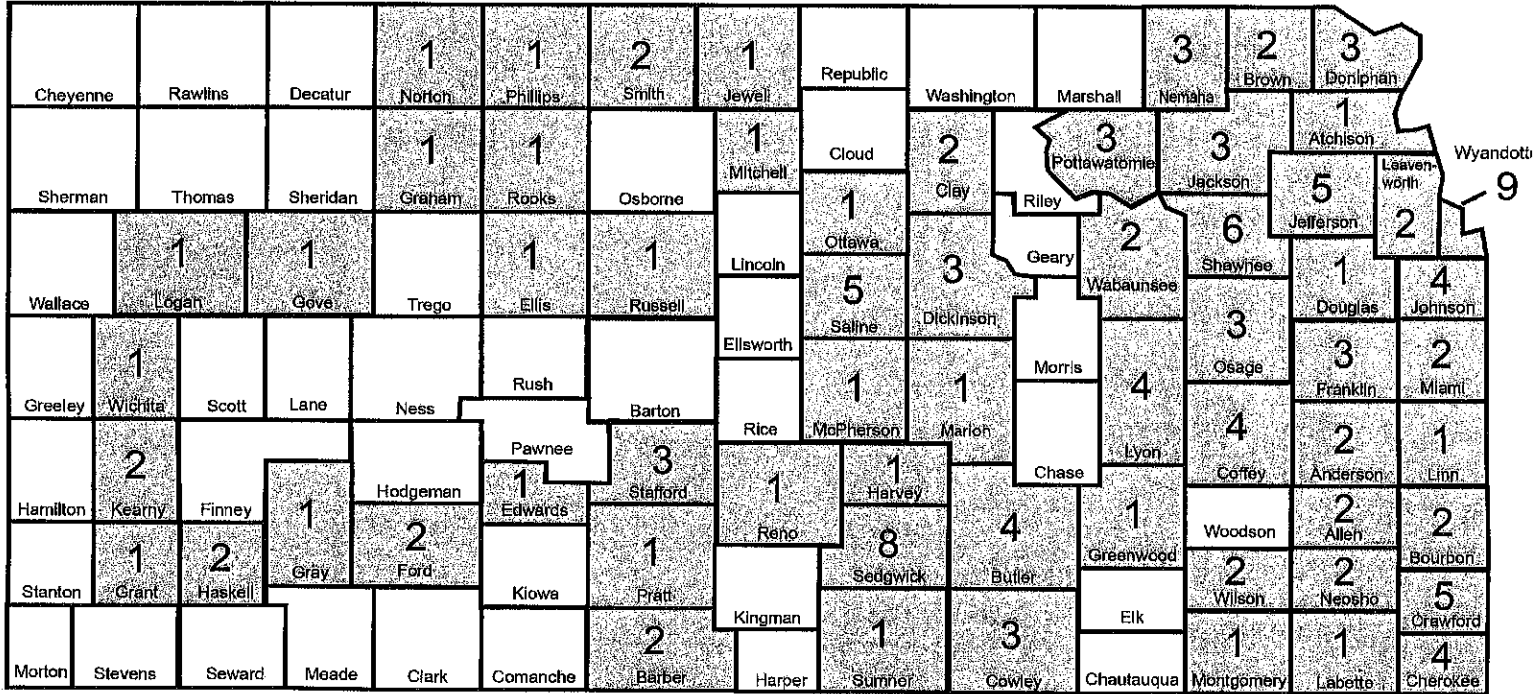 1
1
2
1
Republic
3
2
3
Cheyenne
Rawlins
Decatur
Norton
Phillips
Smith
Jewell
Washington
Marshall
Nemaha
Brown
Doniphan
1
1
1
Mitchell
Cloud
2
Clay
3
Pottawatomie
3
Jackson
1
Atchison
Wyandott
9
Sherman
Thomas
Sheridan
Graham
Rooks
Osborne
1
Ottawa
Riley
5
Jefferson
Leaven-
worth
2
1
1
1
1
Lincoln
3
Geary
2
6
Shawnee
Wallace
Logan
Gove
Trego
Ellis
Russell
5
Saline
Dickinson
Wabaunsee
1
Douglas
4
Johnson
1
Ellsworth
Morris
3
Osage
3
Franklin
2
Miami
Greeley
Wichita
Scott
Lane
Ness
Rush
Barton
Rice
1
McPherson
1
Marion
4
Lyon
2
Pawnee
3
Stafford
Chase
4
Coffey
2
Anderson
1
Linn
Hamilton
Kearny
Finney
Hodgeman
1
Edwards
1
Reno
1
Harvey
1
2
Ford
1
Pratt
8
Sedgwick
4
Butler
1
Greenwood
Woodson
2
Allen
2
Bourbon
Stanton
1
Grant
2
Haskell
Gray
Kiowa
Kingman
Elk
2
Wilson
2
Neosho
5
Crawford
Morton
Stevens
Seward
Meade
Clark
Comanche
2
Barber
Harper
1
Sumner
3
Cowley
Chautauqua
1
Montgomery
1
Labette
4
Cherokee